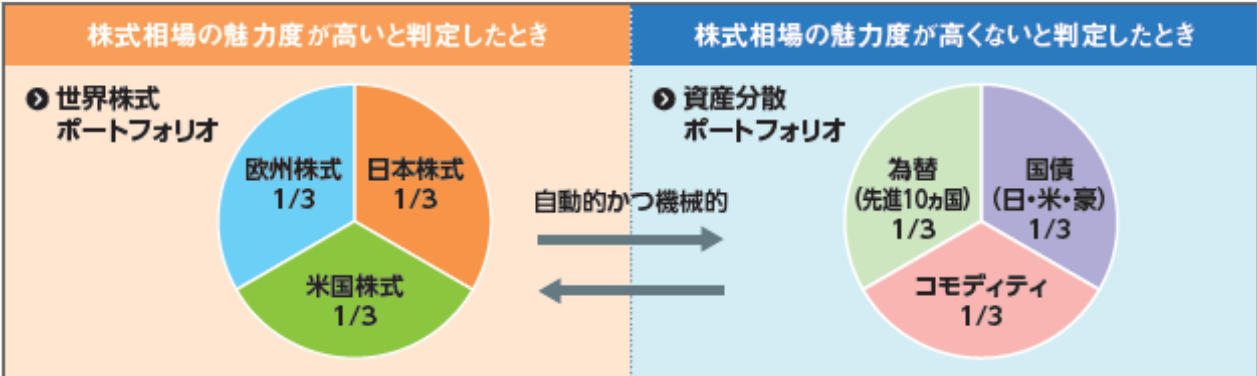 株式相場の魅力度が高いと判定したとき
株式相場の魅力度が高くないと判定したとき
世界株式
ポートフォリオ
欧州株式
1/3
日本株式
1/3
米国株式
1/3
自動的かつ機械的
資産分散
ポートフォリオ
為替
(先進10ヵ国)
1/3
国債
(日・米・豪)
1/3
コモディティ
1/3